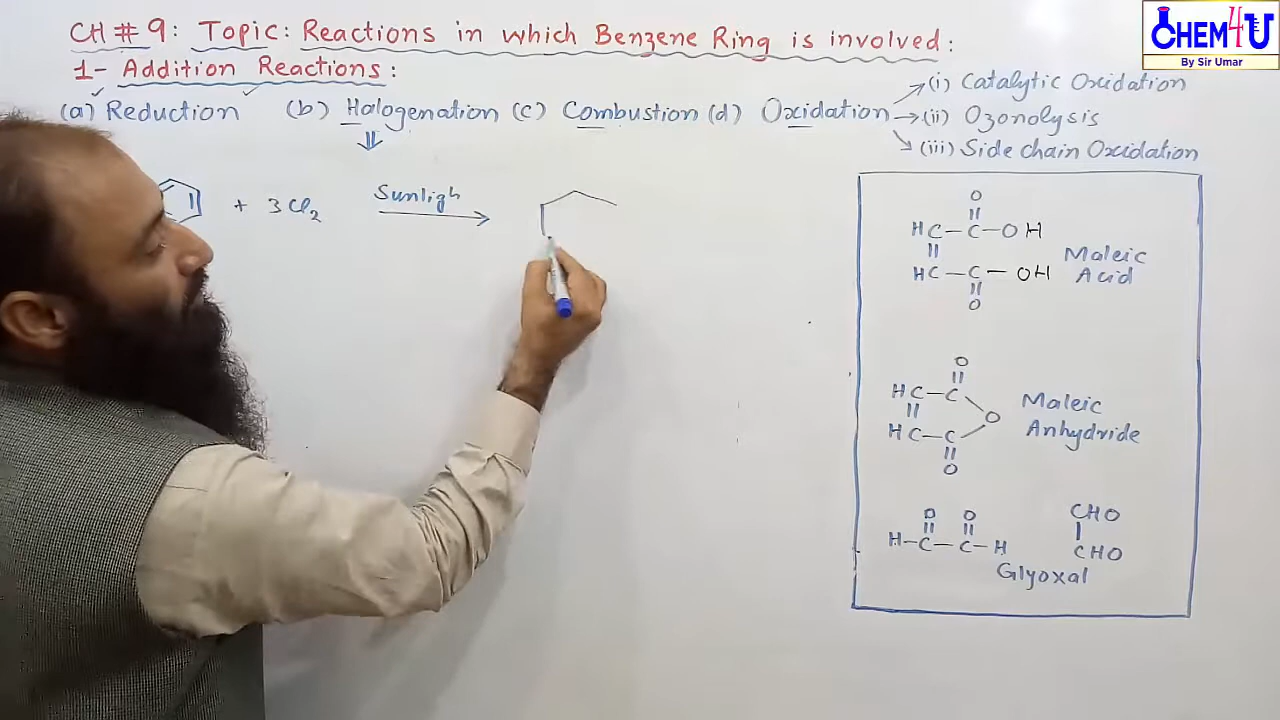 CH # 9: Topic: Reactions in which Benzene Ring is involved:
1- Addition Reactions:
(a) Reduction (b) Halogenation (c) Combustion (d) Oxidation → (i) Catalytic Oxidation
→ (ii) Ozonolysis
→ (iii) Side chain Oxidation
CHEM4U
By Sir Umar
+ 3Cl2 Sunligh
O
HC-C-OH
HC-C-OH
O
Maleic
Acid
O
HC-C
O
HC-C
O
Maleic
Anhydride
O O
H-C-C-H
CHO
CHO
Glyoxal